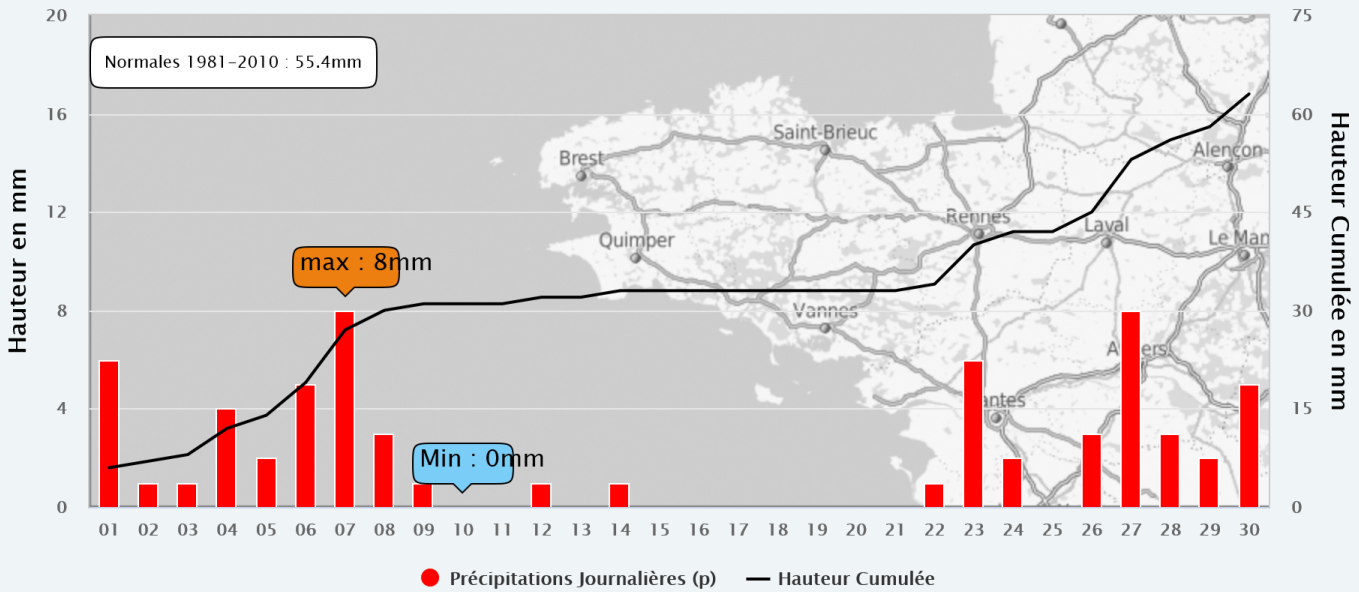 20
75
Normales 1981-2010 : 55.4mm
16
60
Saint-Brieuc
Brest
Alençon
12
45
Rennes
Laval
Quimper
Le Man
max : 8mm
8
30
Vannes
4
15
Min : 0mm
0
0
01 02 03 04 05 06 07 08 09 10 11 12 13 14 15 16 17 18 19 20 21 22 23 24 25 26 27 28 29 30
Hauteur en mm
Hauteur Cumulée en mm
Précipitations Journalières (p)
Hauteur Cumulée